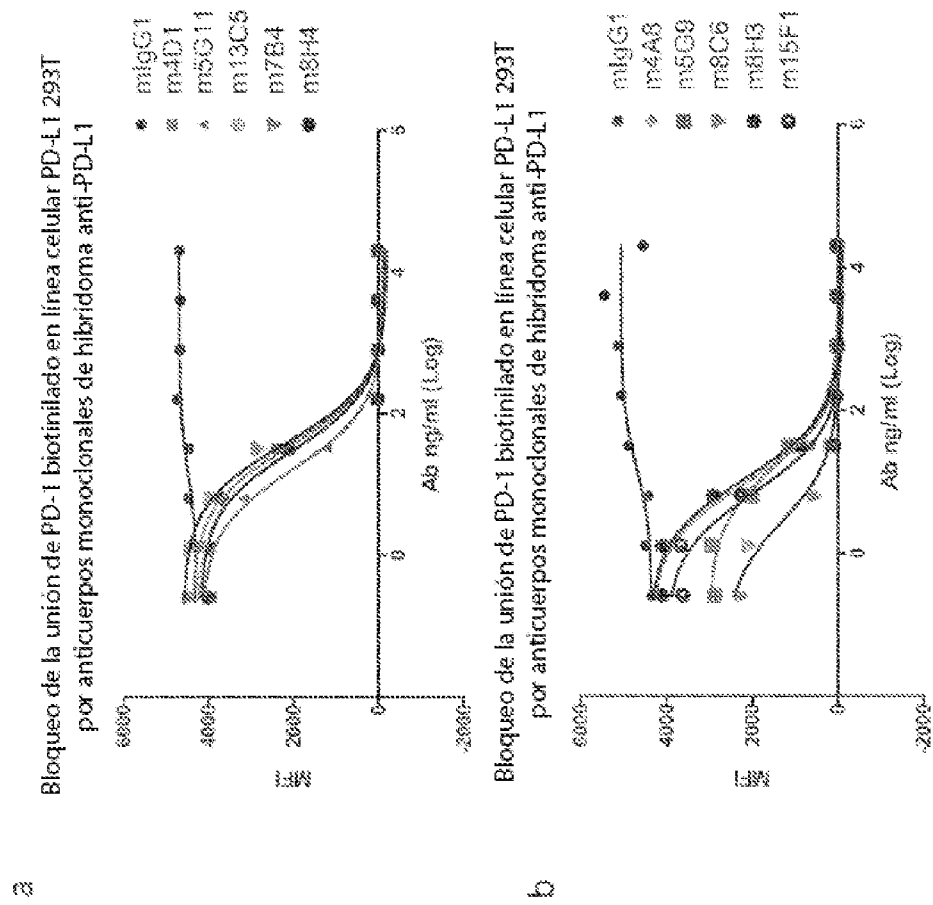 a
Bloqueo de la unión de PD-1 biotinilado en línea celular PD-L1 293T
por anticuerpos monoclonales de hibridoma anti-PD-L1
6000
4000
2000
0
-2000
MFI
0
2
4
6
Ab ng/ml (Log)
mIgG1
m4D1
m5G11
m13C5
m7B4
m8H4
b
Bloqueo de la unión de PD-1 biotinilado en línea celular PD-L1 293T
por anticuerpos monoclonales de hibridoma anti-PD-L1
6000
4000
2000
0
-2000
MFI
0
2
4
6
Ab ng/ml (Log)
mIgG1
m4A8
m5G9
m8C6
m8H3
m15F1